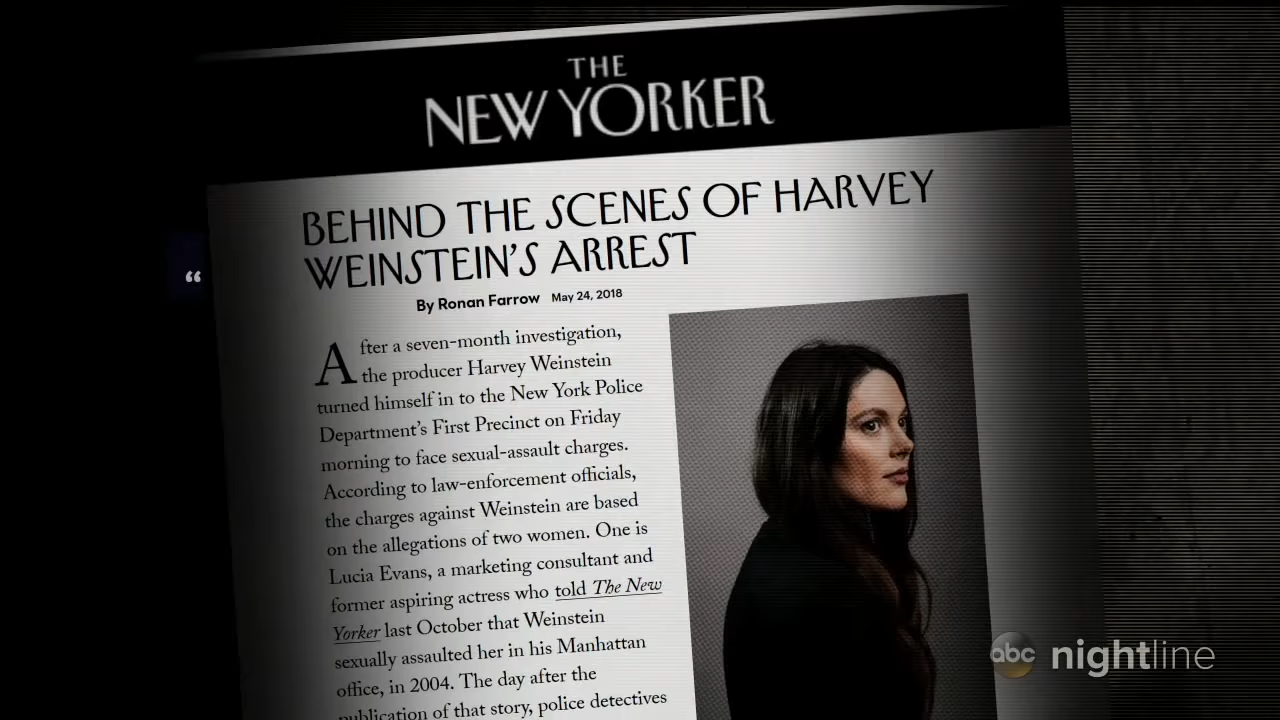 THE
NEW YORKER
BEHIND THE SCENES OF HARVEY
WEINSTEIN'S ARREST
By Ronan Farrow May 24, 2018
“
After a seven-month investigation,
the producer Harvey Weinstein
turned himself in to the New York Police
Department's First Precinct on Friday
morning to face sexual-assault charges.
According to law-enforcement officials,
the charges against Weinstein are based
on the allegations of two women. One is
Lucia Evans, a marketing consultant and
former aspiring actress who told The New
Yorker last October that Weinstein
sexually assaulted her in his Manhattan
office, in 2004. The day after the
publication of that story, police detectives
abc nightline